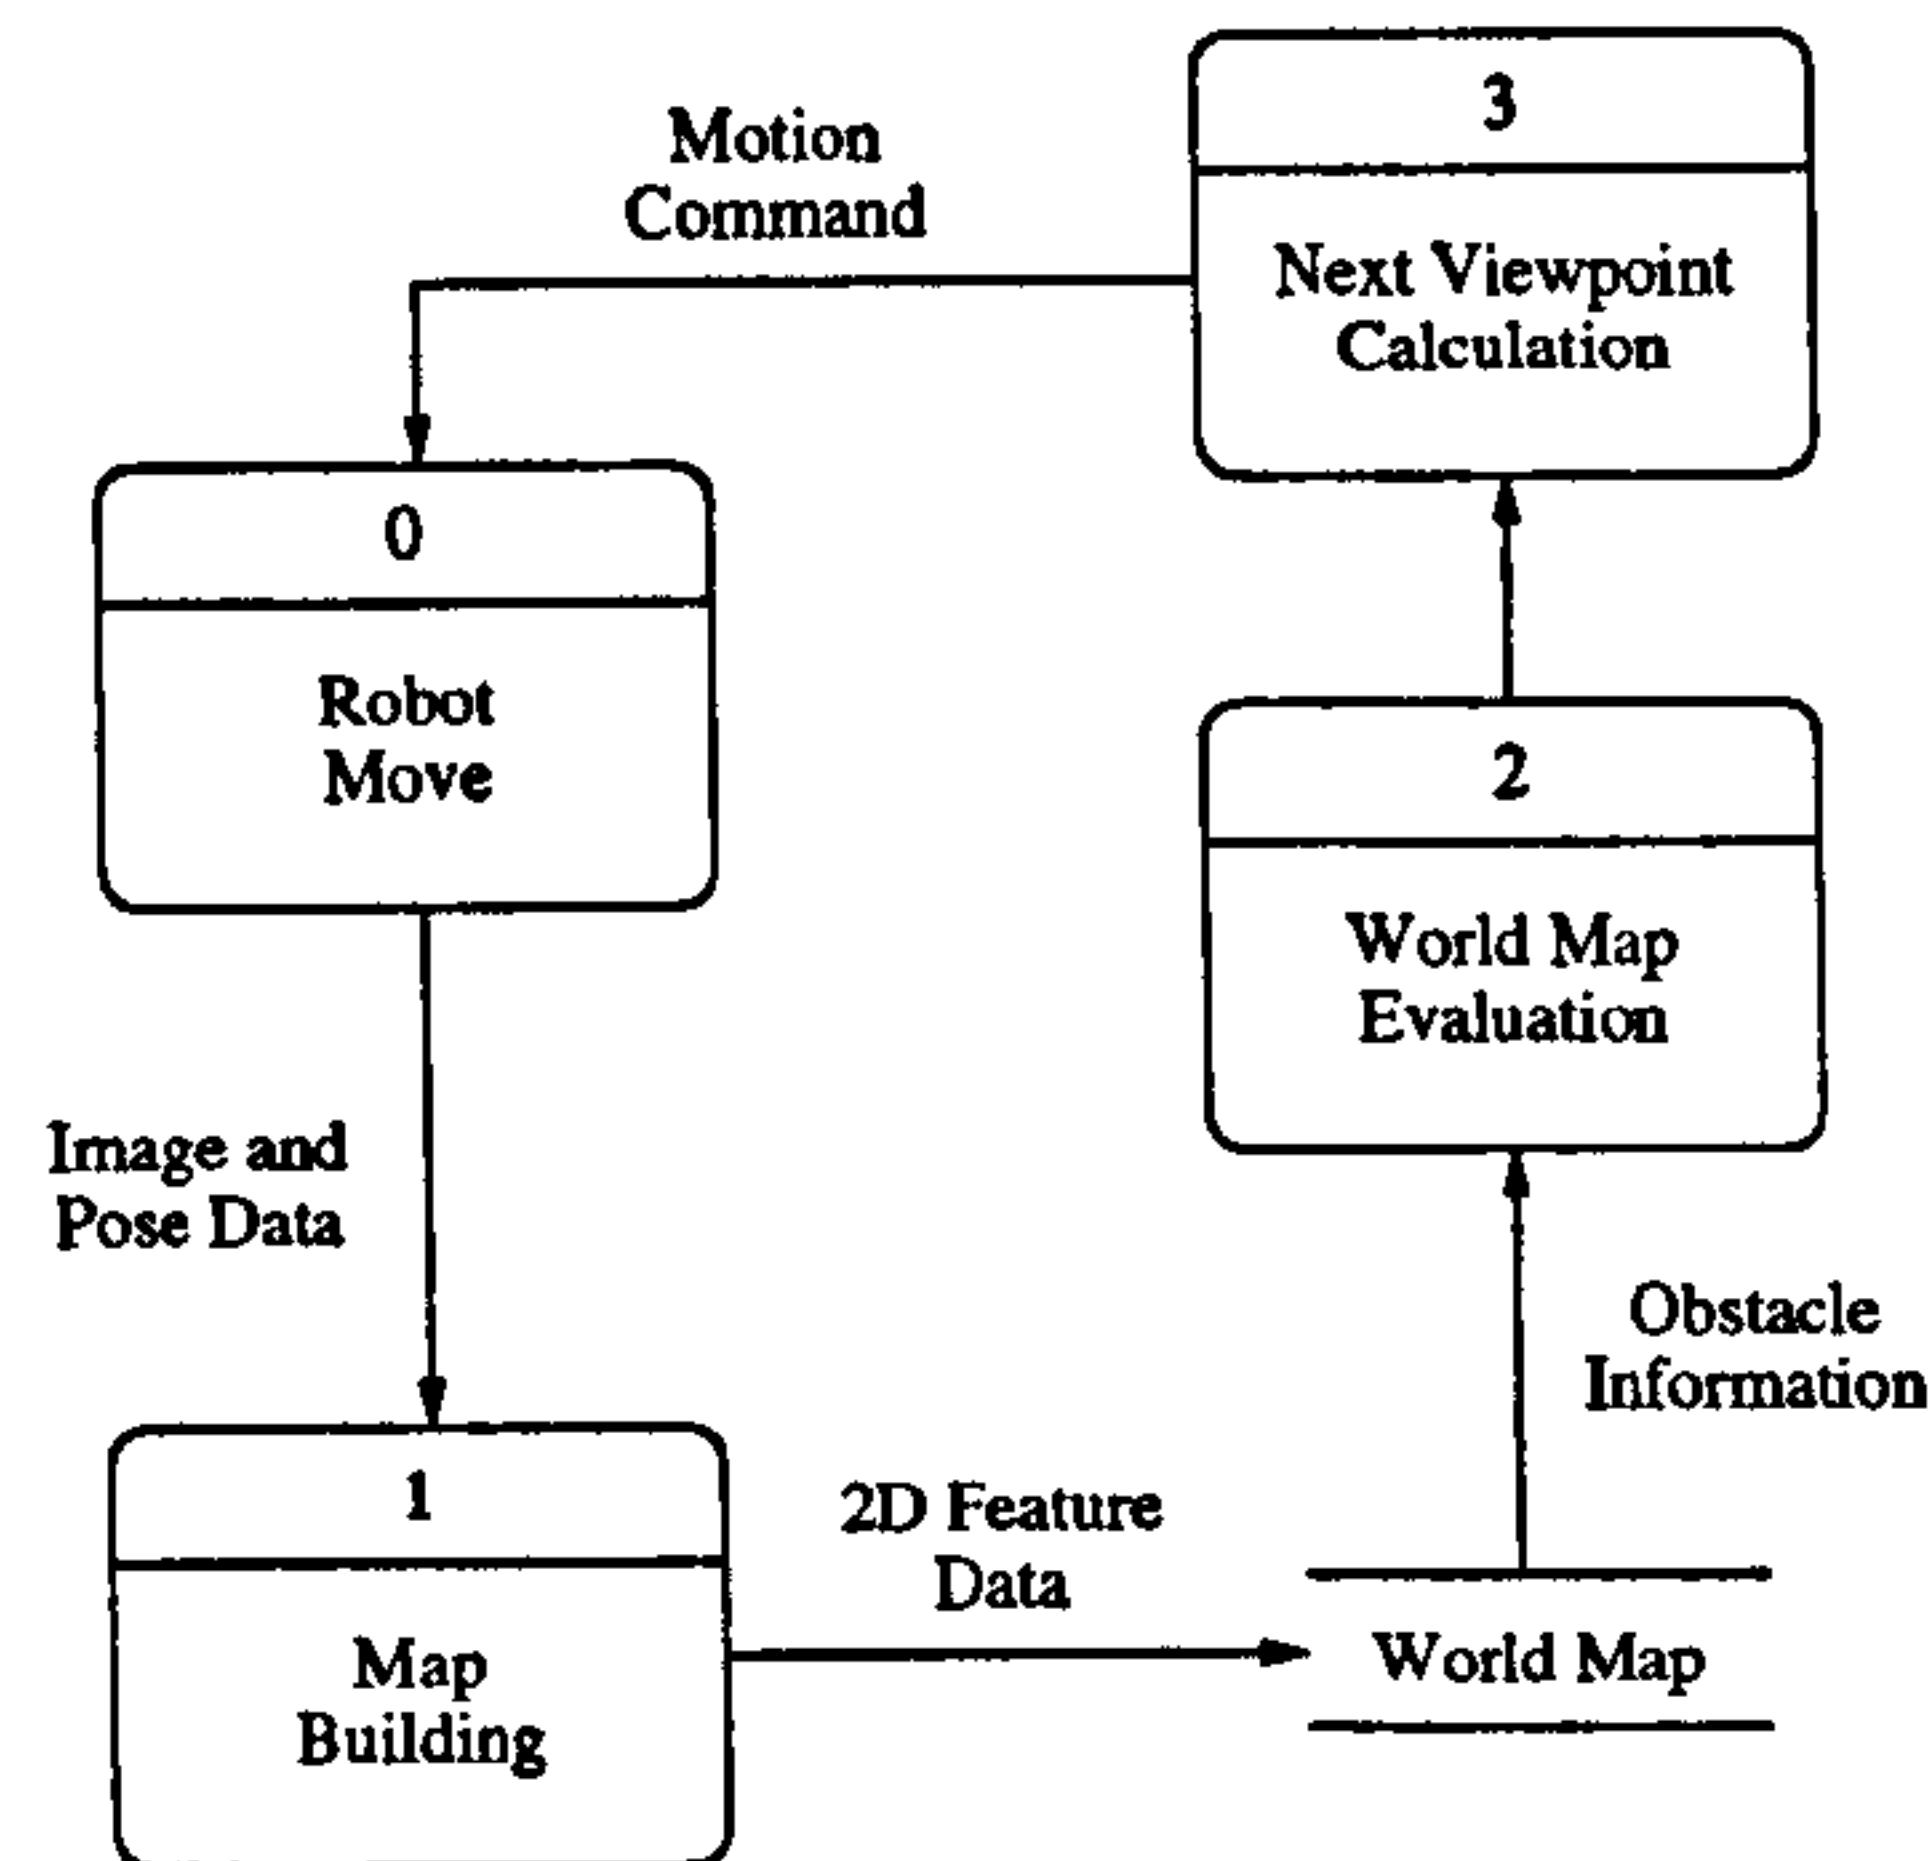 3
Motion
Command
Next Viewpoint
Calculation
0
Robot
Move
2
World Map
Evaluation
Image and
Pose Data
Obstacle
Information
1
2D Feature
Data
Map
Building
World Map